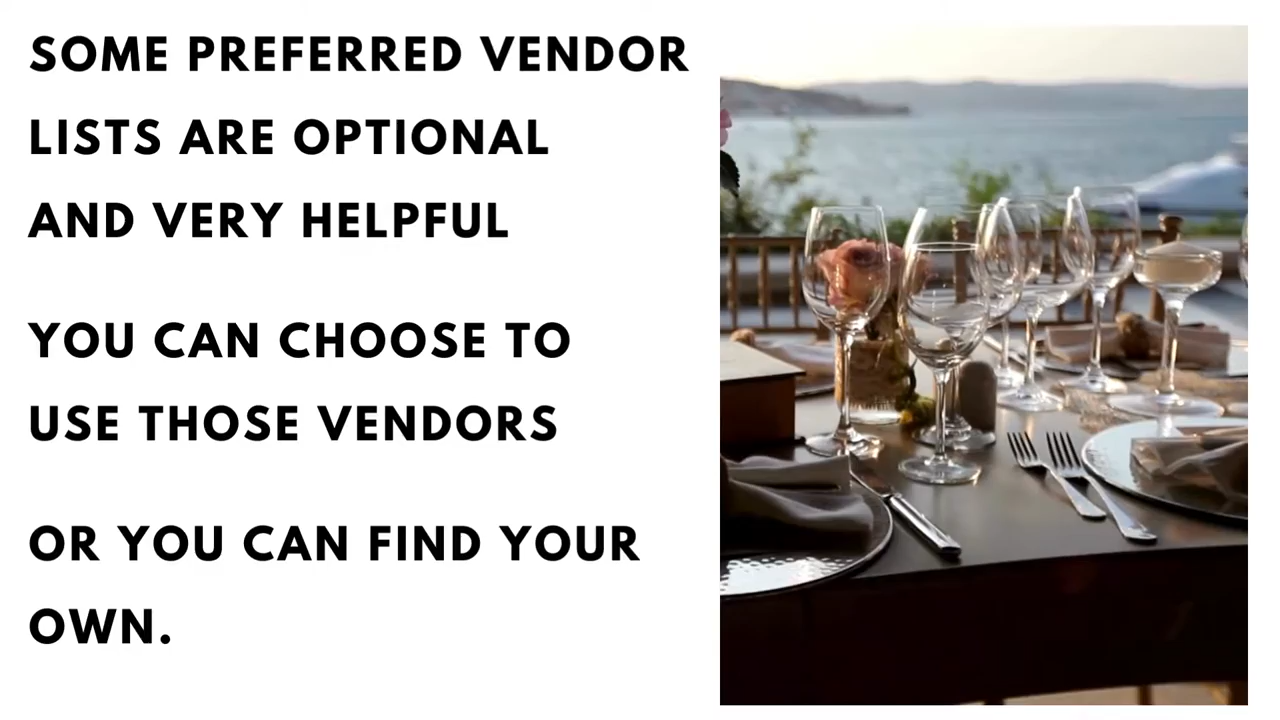 SOME PREFERRED VENDOR
LISTS ARE OPTIONAL
AND VERY HELPFUL
YOU CAN CHOOSE TO
USE THOSE VENDORS
OR YOU CAN FIND YOUR
OWN.